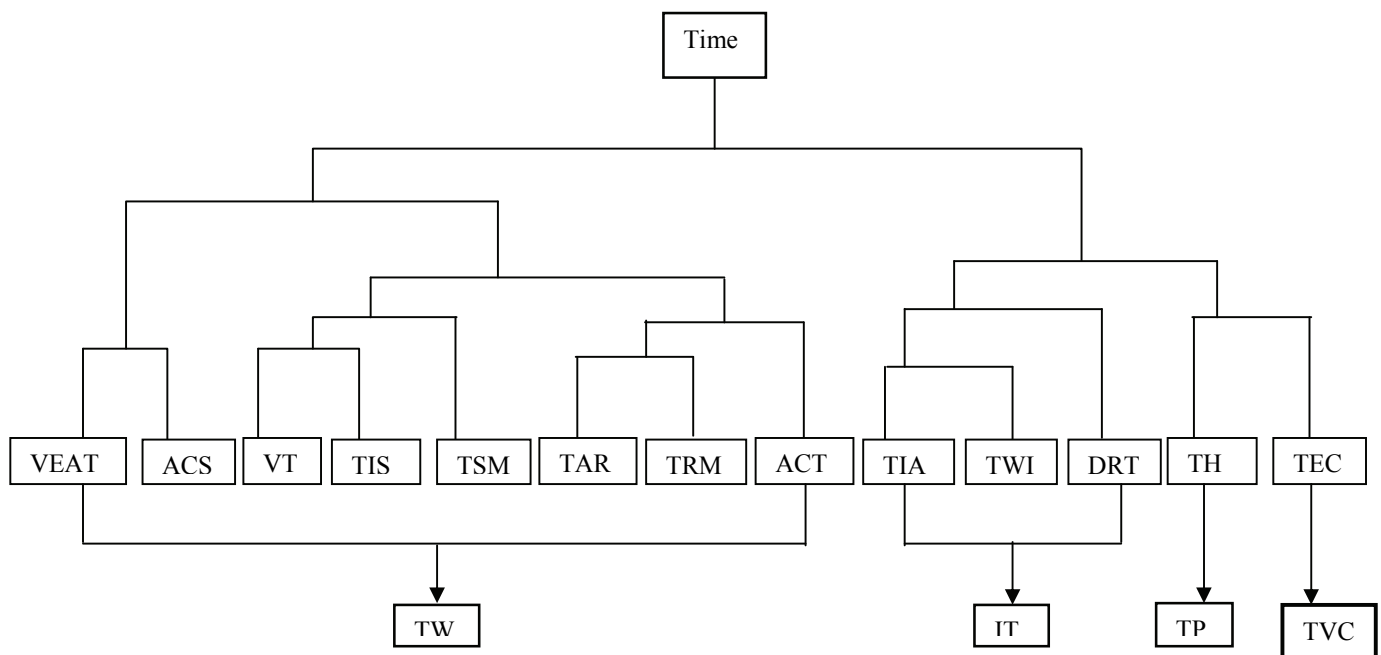 Time
VEAT
ACS
VT
TIS
TSM
TAR
TRM
ACT
TIA
TWI
DRT
TH
TEC
TW
IT
TP
TVC